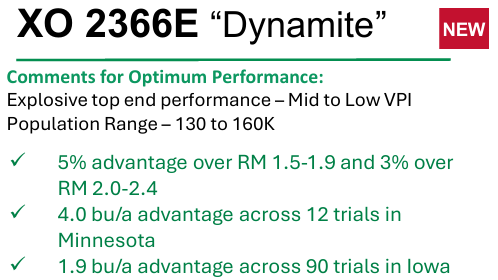 XO 2366E “Dynamite”
NEW
Comments for Optimum Performance:
Explosive top end performance – Mid to Low VPI
Population Range – 130 to 160K
✓ 5% advantage over RM 1.5-1.9 and 3% over
RM 2.0-2.4
✓ 4.0 bu/a advantage across 12 trials in
Minnesota
✓ 1.9 bu/a advantage across 90 trials in Iowa